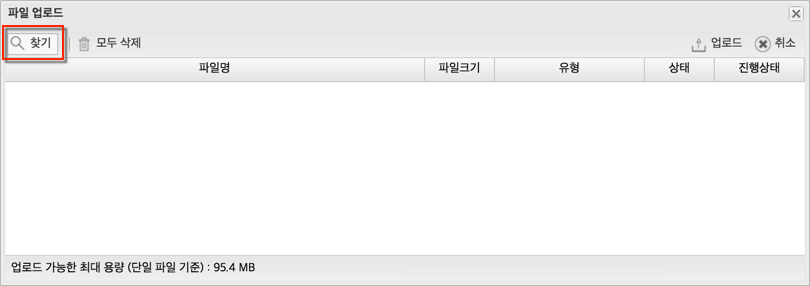 파일 업로드
찾기 모두 삭제 업로드 취소
파일명 파일크기 유형 상태 진행상태
업로드 가능한 최대 용량 (단일 파일 기준) : 95.4 MB